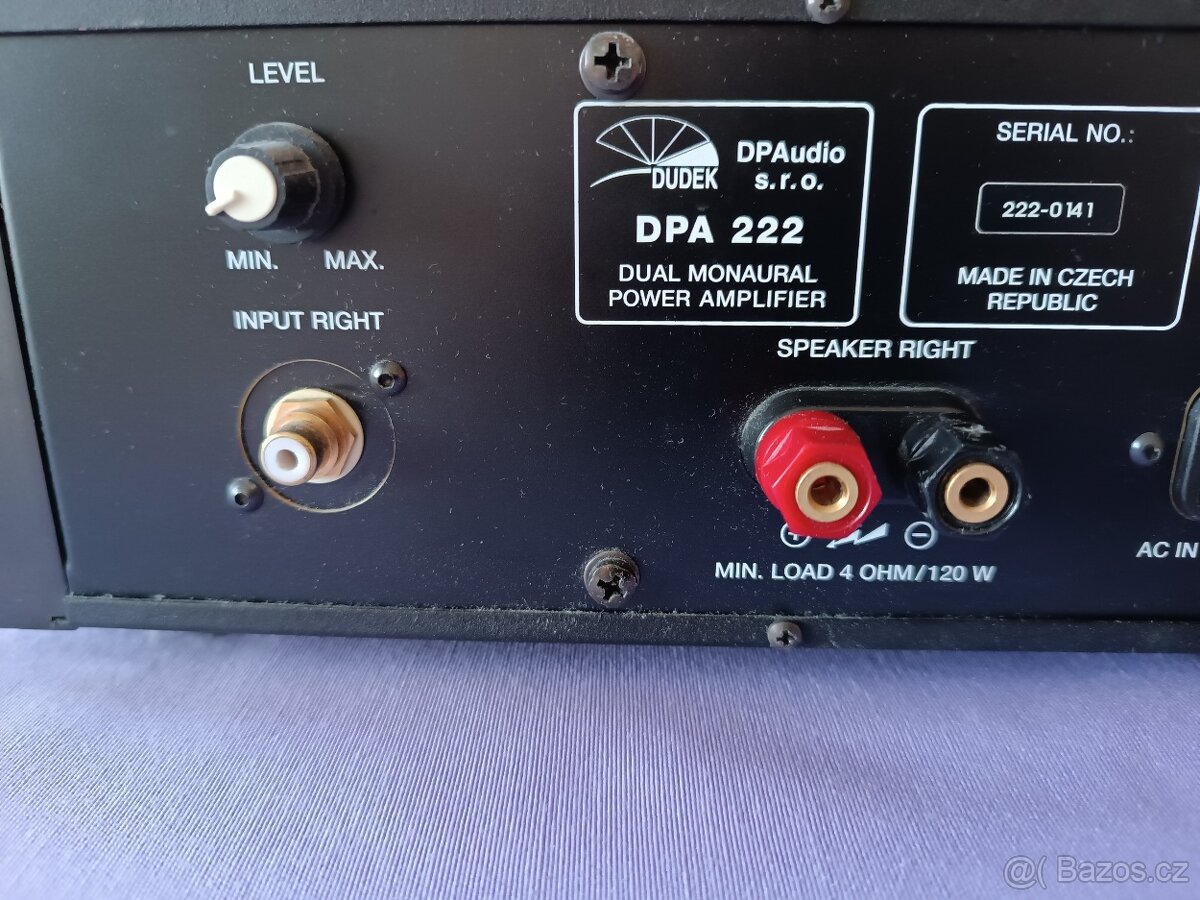 LEVEL
MIN. MAX.
INPUT RIGHT
DUDEK
DPAudio
s.r.o.
DPA 222
DUAL MONAURAL
POWER AMPLIFIER
SERIAL NO.:
222-0141
MADE IN CZECH
REPUBLIC
SPEAKER RIGHT
+ −
MIN. LOAD 4 OHM/120 W
AC IN
@( Bazos.cz